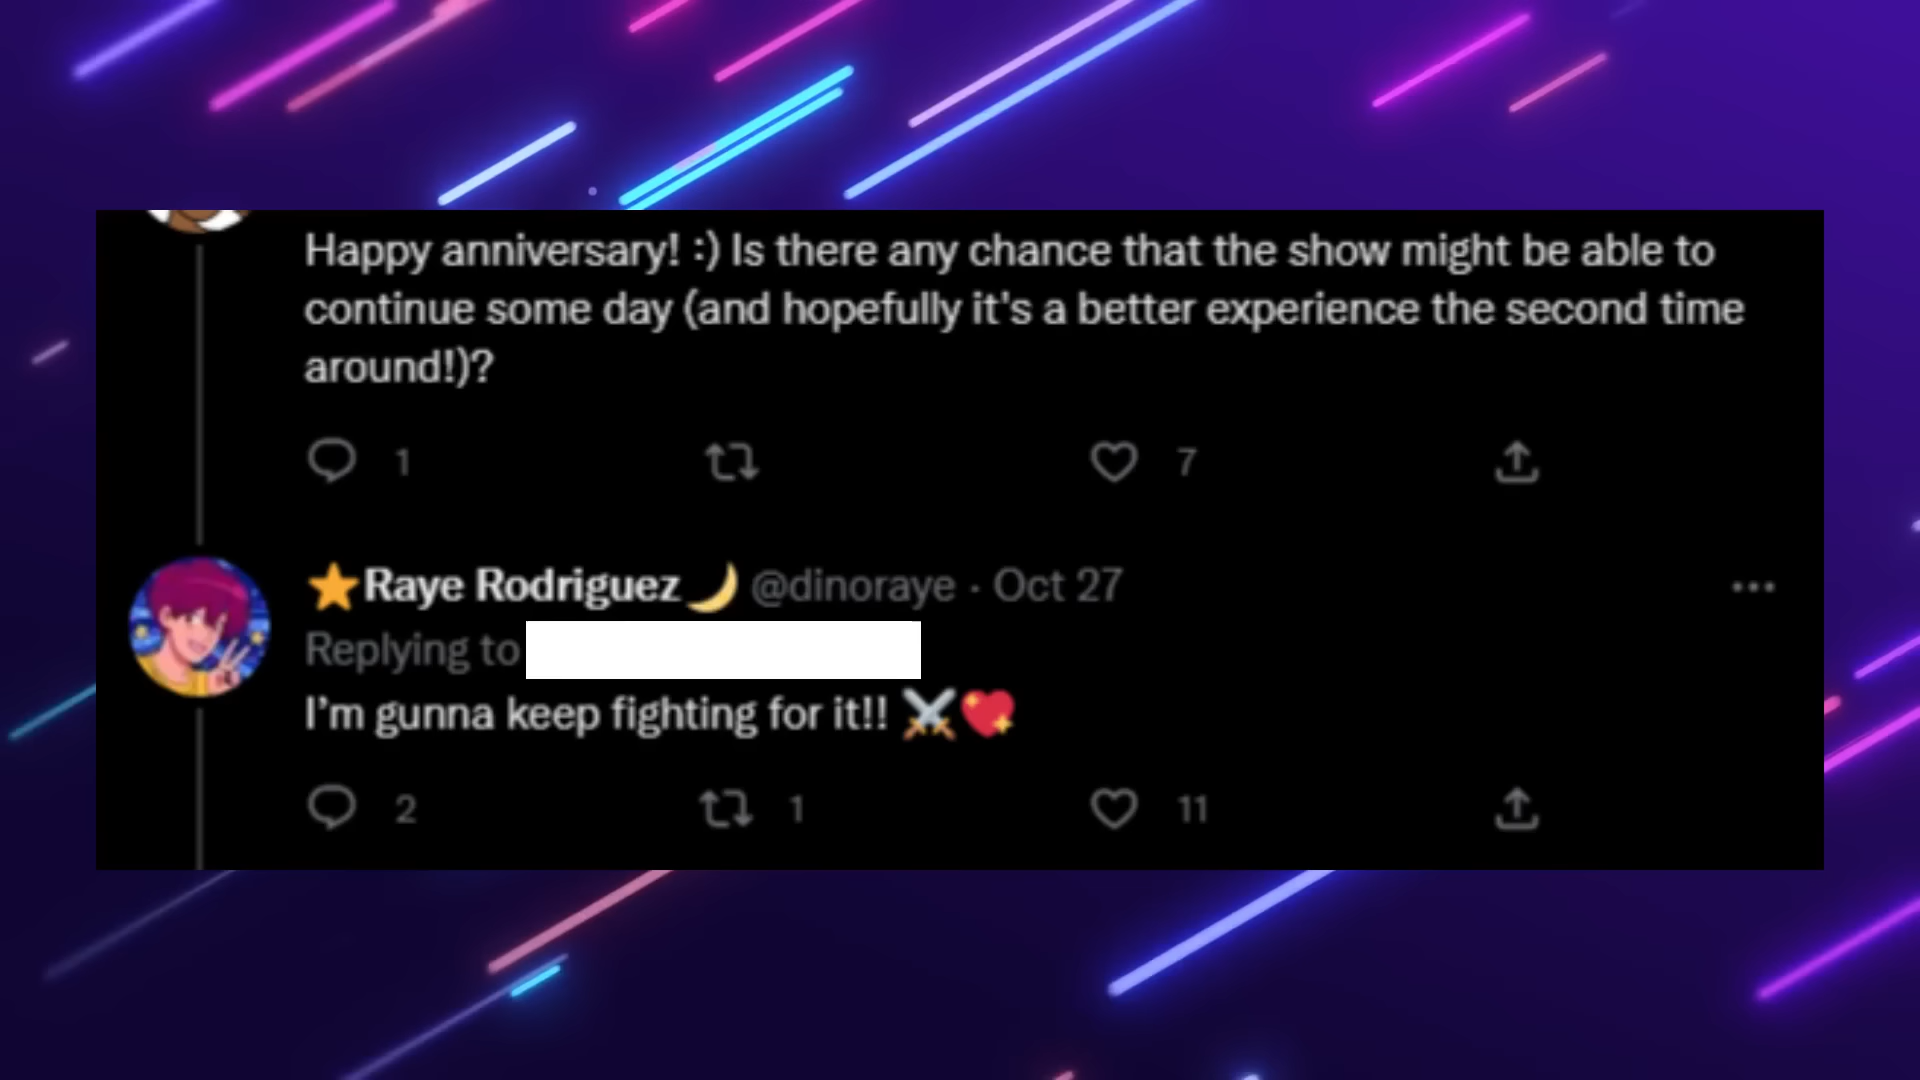 Happy anniversary! :) Is there any chance that the show might be able to
continue some day (and hopefully it's a better experience the second time
around!)?
1 7
⭐Raye Rodriguez🌙 @dinoraye · Oct 27
Replying to
I'm gunna keep fighting for it!! ⚔️💖
2 1 11